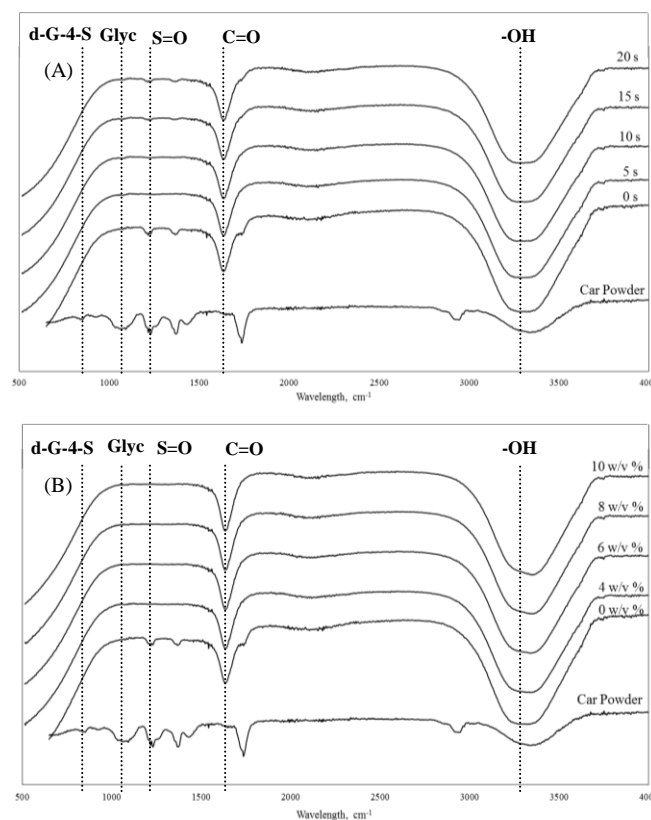 d-G-4-S Glyc S=O C=O -OH
(A)
20 s
15 s
10 s
5 s
0 s
Car Powder
500 1000 1500 2000 2500 3000 3500 400
Wavelength, cm-1
d-G-4-S Glyc S=O C=O -OH
(B)
10 w/v %
8 w/v %
6 w/v %
4 w/v %
0 w/v %
Car Powder
500 1000 1500 2000 2500 3000 3500 400
Wavelength, cm-1